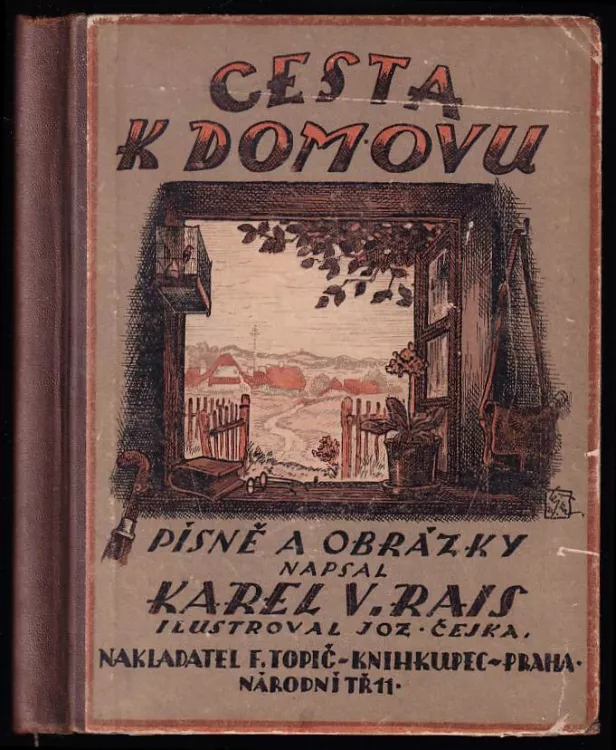 CESTA
K DOMOVU
PÍSNĚ A OBRÁZKY
NAPSAL
KAREL V. RAIS
ILUSTROVAL JOZ. ČEJKA.
NAKLADATEL F. TOPIČ - KNIHKUPEC - PRAHA.
NÁRODNÍ TŘ 11.